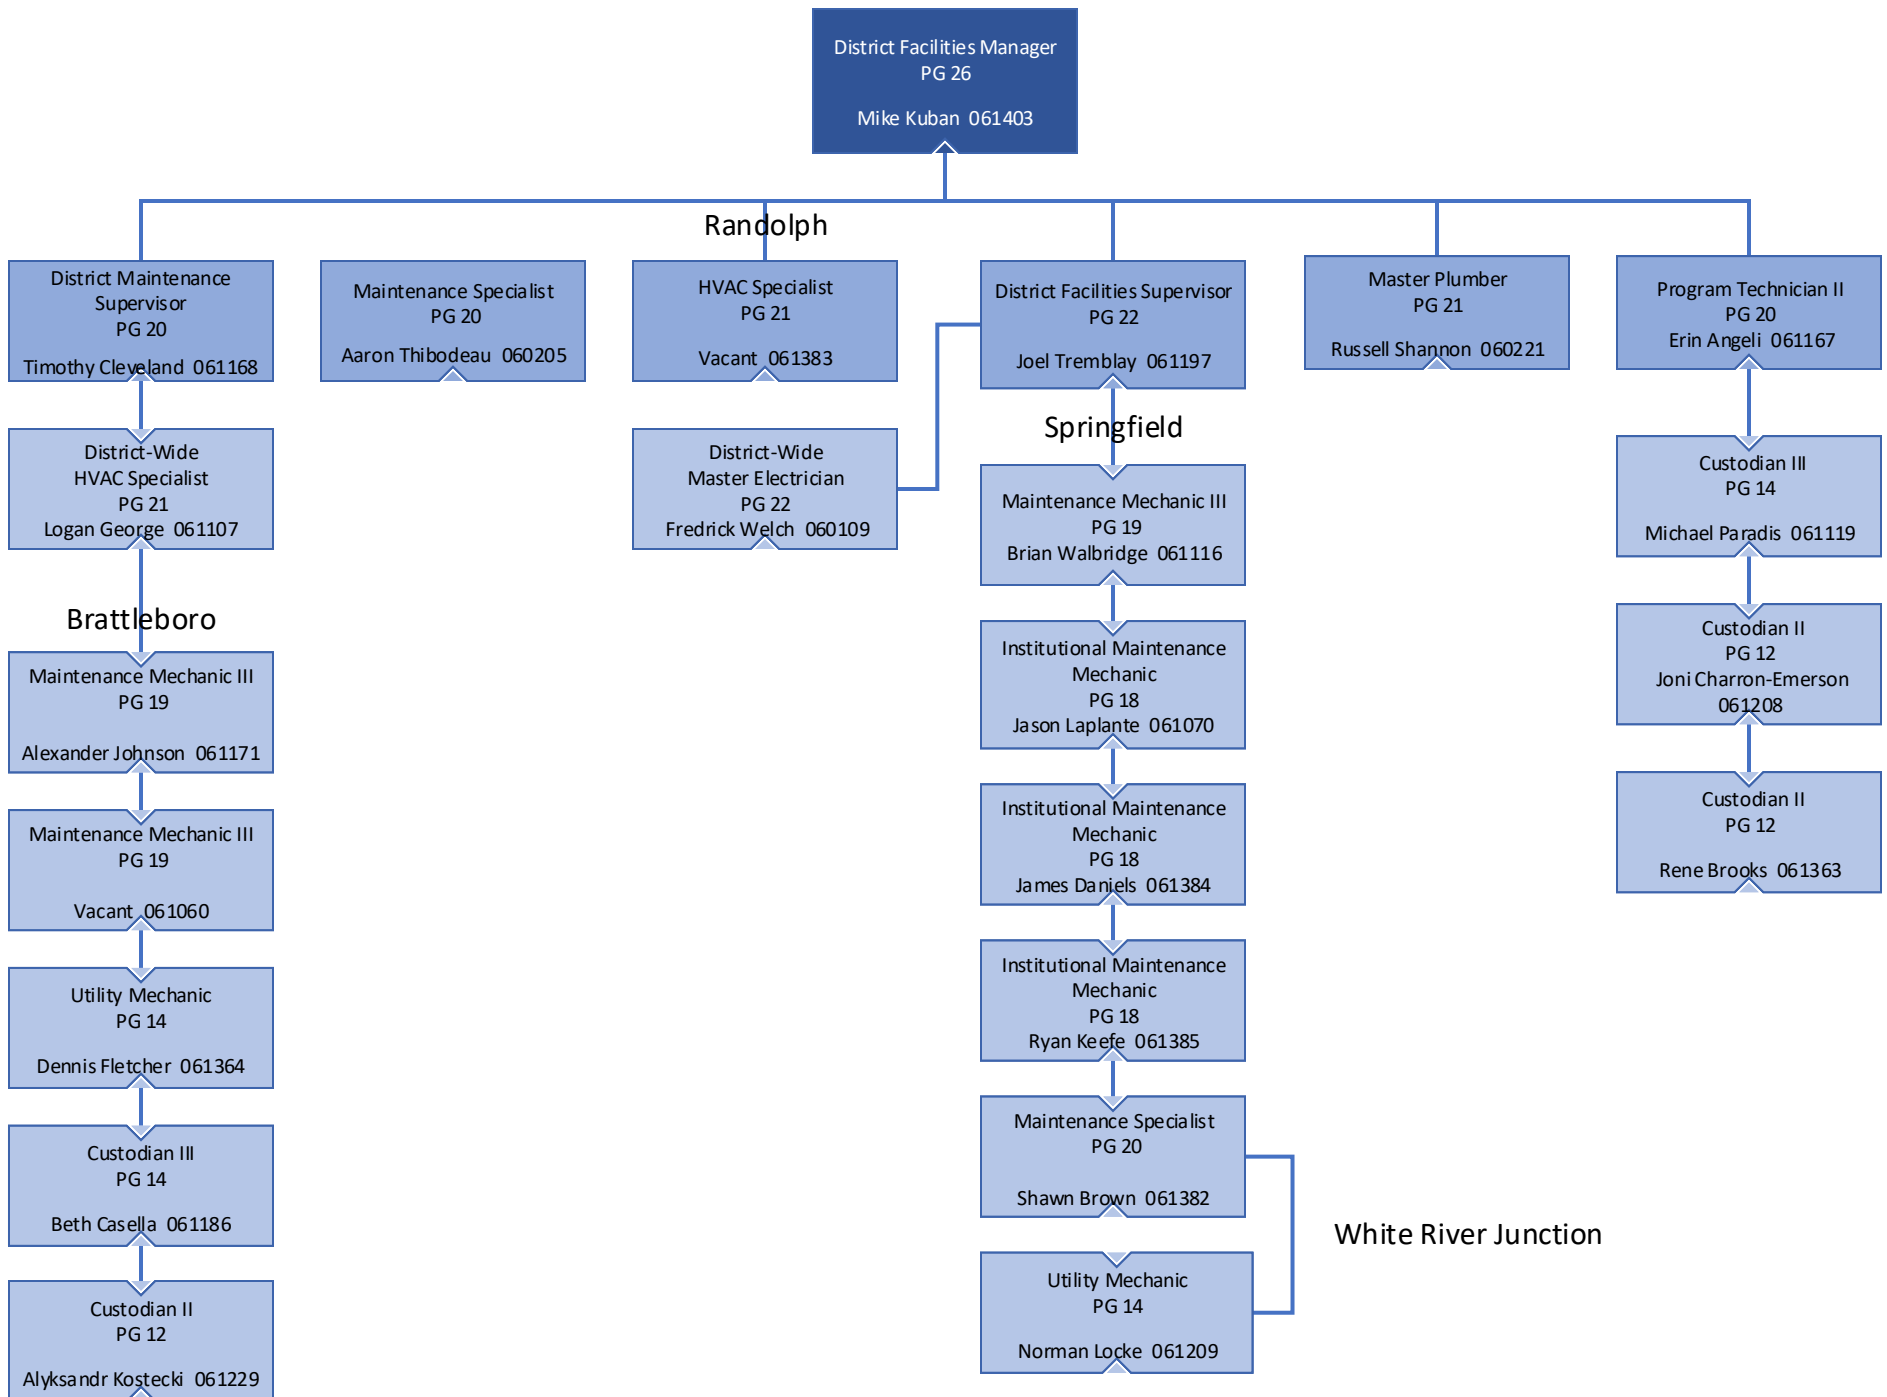 District Facilities Manager
PG 26
Mike Kuban 061403
Randolph
District Maintenance
Supervisor
PG 20
Timothy Cleveland 061168
Maintenance Specialist
PG 20
Aaron Thibodeau 060205
HVAC Specialist
PG 21
Vacant 061383
District Facilities Supervisor
PG 22
Joel Tremblay 061197
Master Plumber
PG 21
Russell Shannon 060221
Program Technician II
PG 20
Erin Angeli 061167
District-Wide
HVAC Specialist
PG 21
Logan George 061107
District-Wide
Master Electrician
PG 22
Fredrick Welch 060109
Springfield
Maintenance Mechanic III
PG 19
Brian Walbridge 061116
Custodian III
PG 14
Michael Paradis 061119
Brattleboro
Maintenance Mechanic III
PG 19
Alexander Johnson 061171
Institutional Maintenance
Mechanic
PG 18
Jason Laplante 061070
Custodian II
PG 12
Joni Charron-Emerson
061208
Maintenance Mechanic III
PG 19
Vacant 061060
Institutional Maintenance
Mechanic
PG 18
James Daniels 061384
Custodian II
PG 12
Rene Brooks 061363
Utility Mechanic
PG 14
Dennis Fletcher 061364
Institutional Maintenance
Mechanic
PG 18
Ryan Keefe 061385
Custodian III
PG 14
Beth Casella 061186
Maintenance Specialist
PG 20
Shawn Brown 061382
White River Junction
Custodian II
PG 12
Alyksandr Kostecki 061229
Utility Mechanic
PG 14
Norman Locke 061209